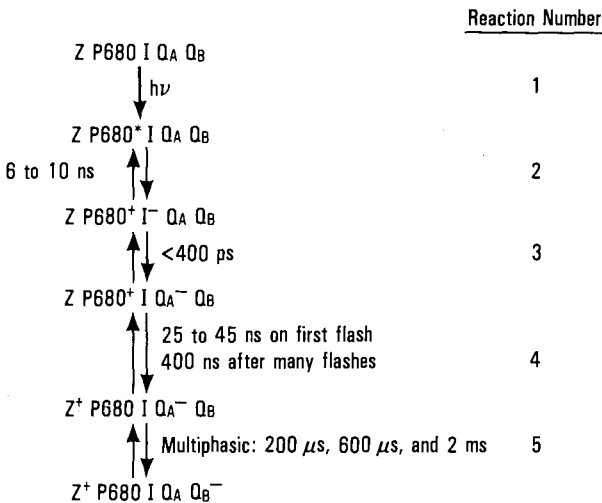 Reaction Number
Z P680 I QA QB
hν
1
Z P680* I QA QB
6 to 10 ns
2
Z P680⁺ I⁻ QA QB
<400 ps
3
Z P680⁺ I QA⁻ QB
25 to 45 ns on first flash
400 ns after many flashes
4
Z⁺ P680 I QA⁻ QB
Multiphasic: 200 μs, 600 μs, and 2 ms
5
Z⁺ P680 I QA QB⁻